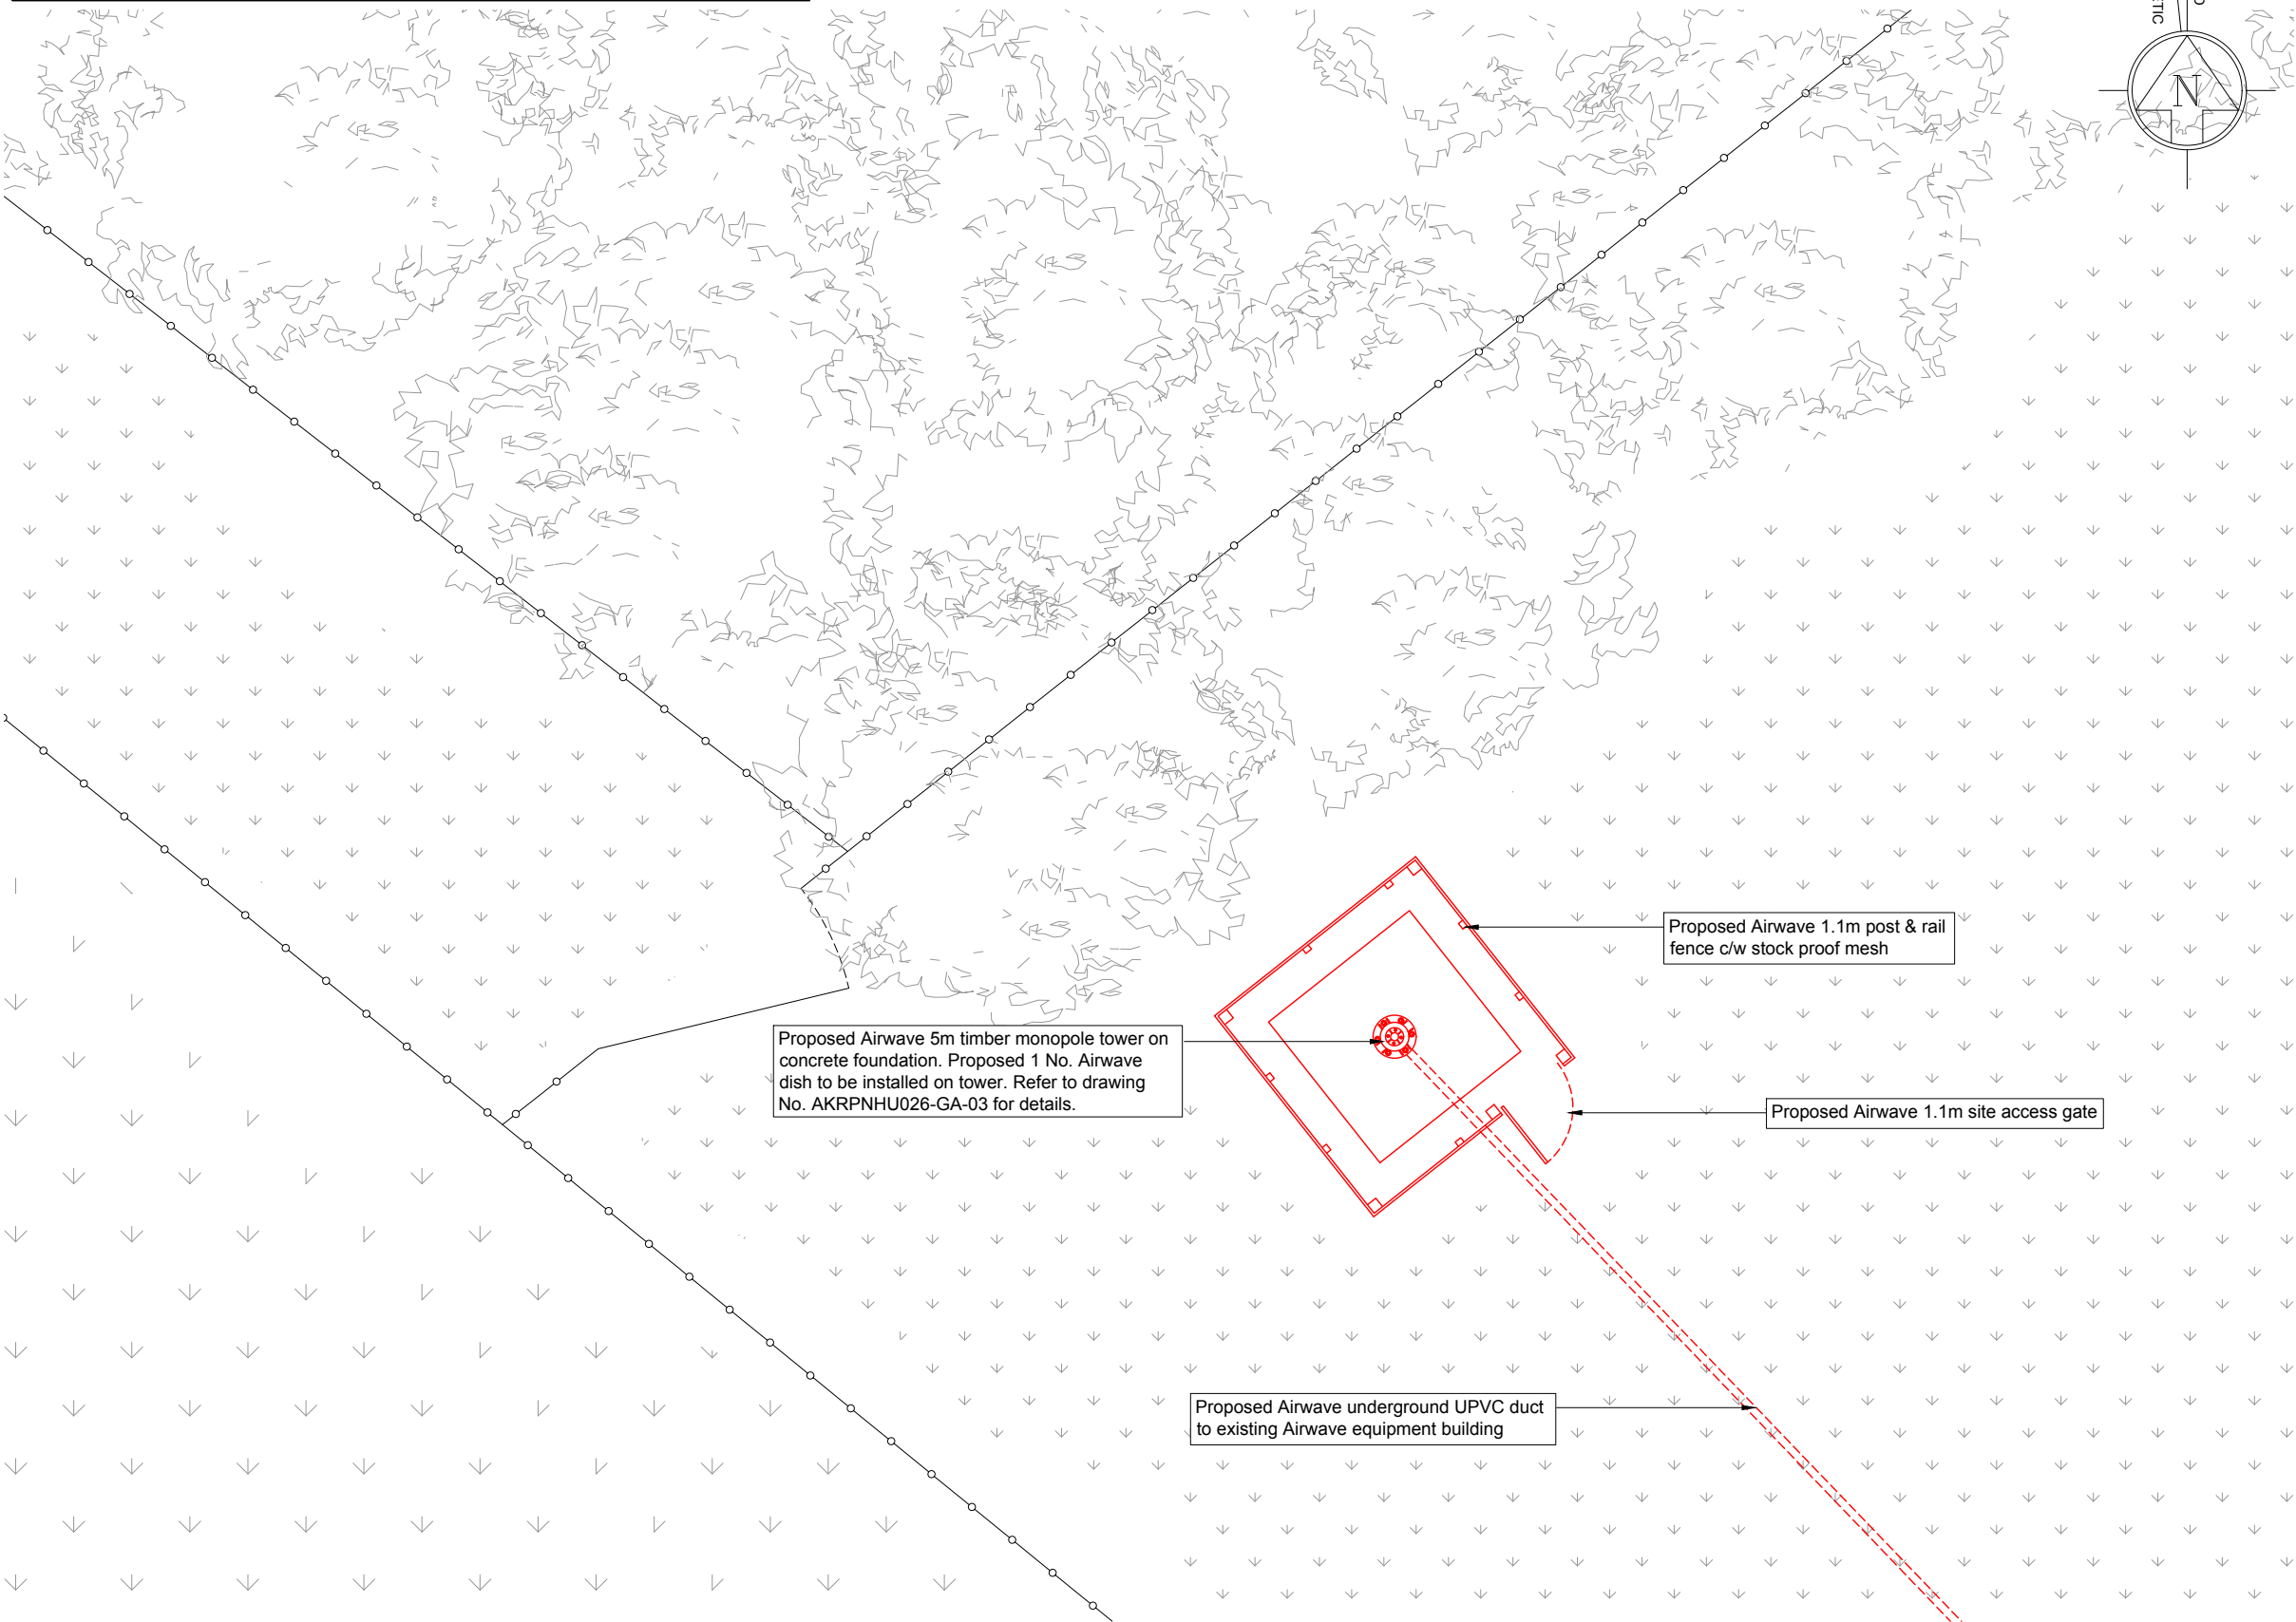 N
Proposed Airwave 1.1m post & rail
fence c/w stock proof mesh
Proposed Airwave 5m timber monopole tower on
concrete foundation. Proposed 1 No. Airwave
dish to be installed on tower. Refer to drawing
No. AKRPNHU026-GA-03 for details.
Proposed Airwave 1.1m site access gate
Proposed Airwave underground UPVC duct
to existing Airwave equipment building